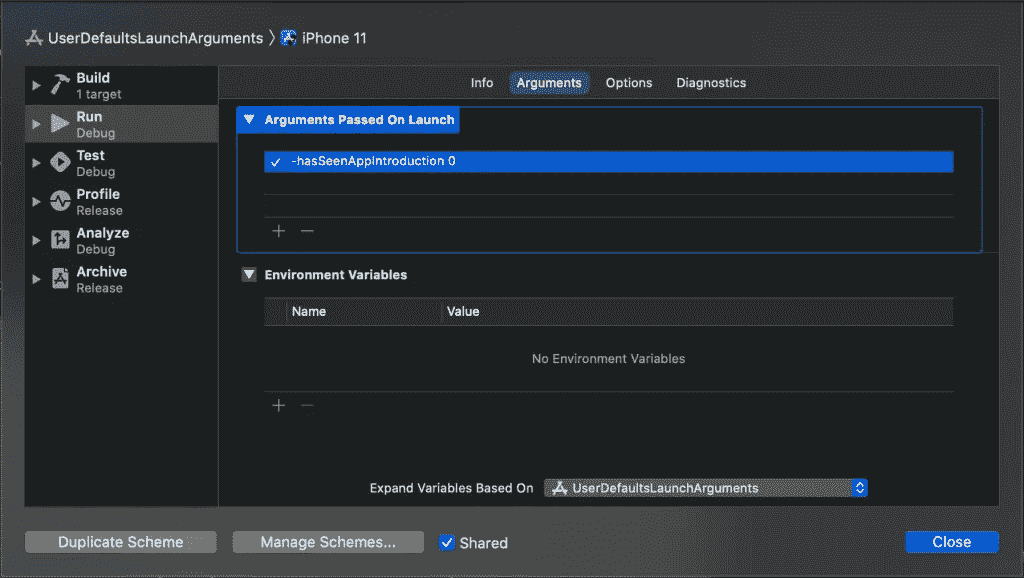 UserDefaultsLaunchArguments 〉 iPhone 11
Build
1 target
Run
Debug
Test
Debug
Profile
Release
Analyze
Debug
Archive
Release
Info Arguments Options Diagnostics
Arguments Passed On Launch
-hasSeenAppIntroduction 0
Environment Variables
Name Value
No Environment Variables
Expand Variables Based On UserDefaultsLaunchArguments
Duplicate Scheme Manage Schemes... Shared Close